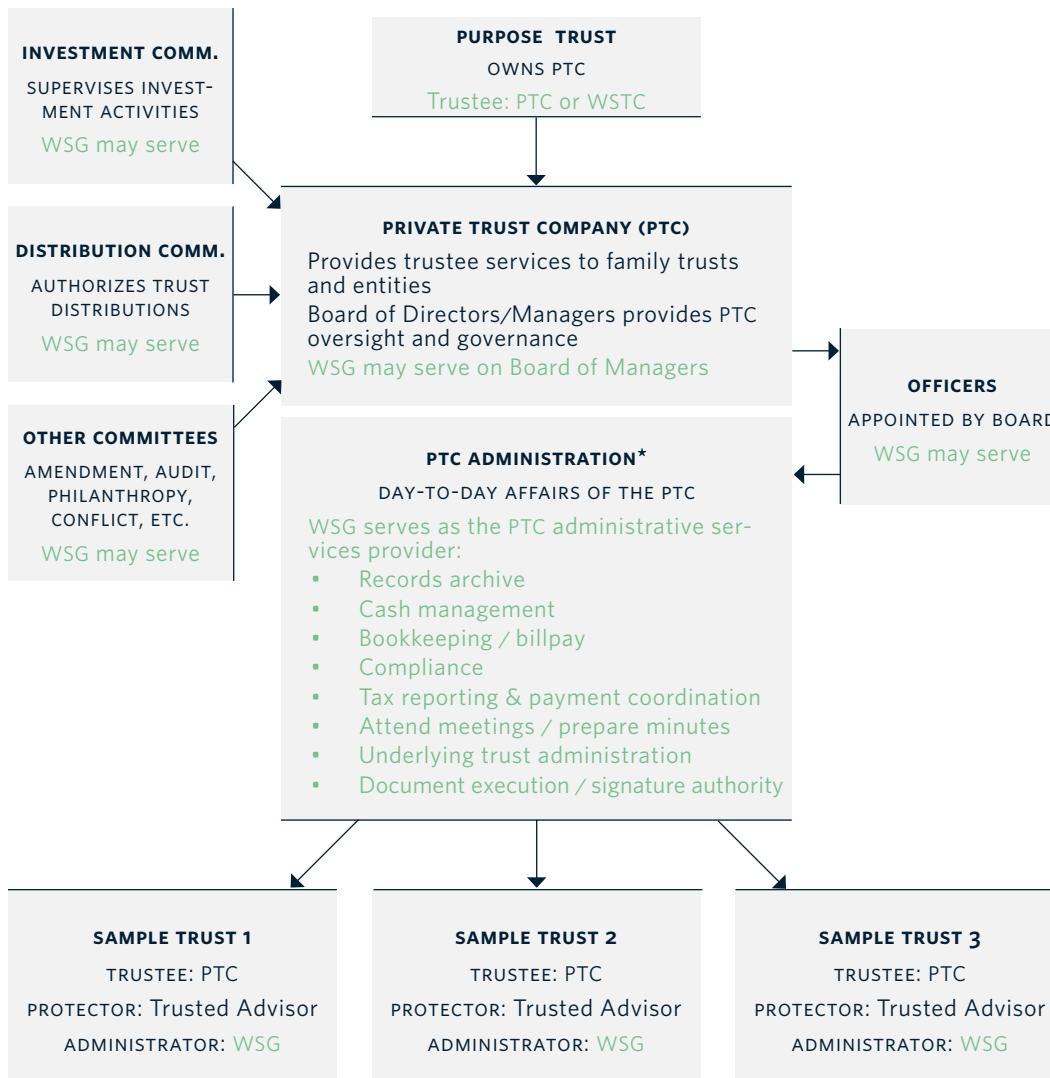 INVESTMENT COMM.
SUPERVISES INVEST-
MENT ACTIVITIES
WSG may serve
PURPOSE TRUST
OWNS PTC
Trustee: PTC or WSTC
DISTRIBUTION COMM.
AUTHORIZES TRUST
DISTRIBUTIONS
WSG may serve
PRIVATE TRUST COMPANY (PTC)
Provides trustee services to family trusts
and entities
Board of Directors/Managers provides PTC
oversight and governance
WSG may serve on Board of Managers
OTHER COMMITTEES
AMENDMENT, AUDIT,
PHILANTHROPY,
CONFLICT, ETC.
WSG may serve
OFFICERS
APPOINTED BY BOARD
WSG may serve
PTC ADMINISTRATION*
DAY-TO-DAY AFFAIRS OF THE PTC
WSG serves as the PTC administrative ser-
vices provider:
▪ Records archive
▪ Cash management
▪ Bookkeeping / billpay
▪ Compliance
▪ Tax reporting & payment coordination
▪ Attend meetings / prepare minutes
▪ Underlying trust administration
▪ Document execution / signature authority
SAMPLE TRUST 1
TRUSTEE: PTC
PROTECTOR: Trusted Advisor
ADMINISTRATOR: WSG
SAMPLE TRUST 2
TRUSTEE: PTC
PROTECTOR: Trusted Advisor
ADMINISTRATOR: WSG
SAMPLE TRUST 3
TRUSTEE: PTC
PROTECTOR: Trusted Advisor
ADMINISTRATOR: WSG